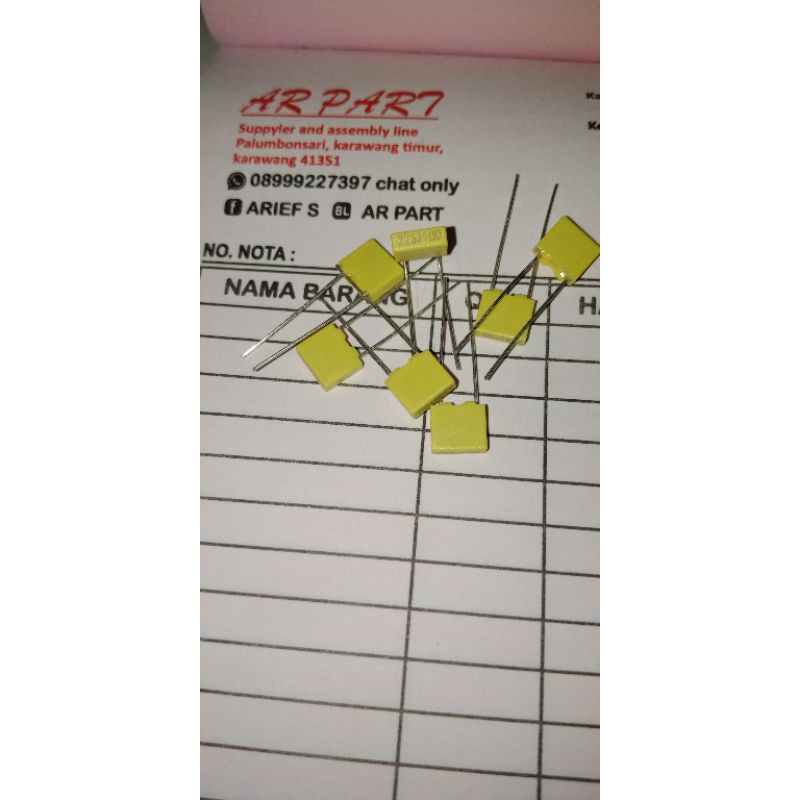 AR PART
Suppyler and assembly line
Palumbonsari, karawang timur,
karawang 41351
08999227397 chat only
ARIEF S BL AR PART
NO. NOTA :
NAMA BARANG